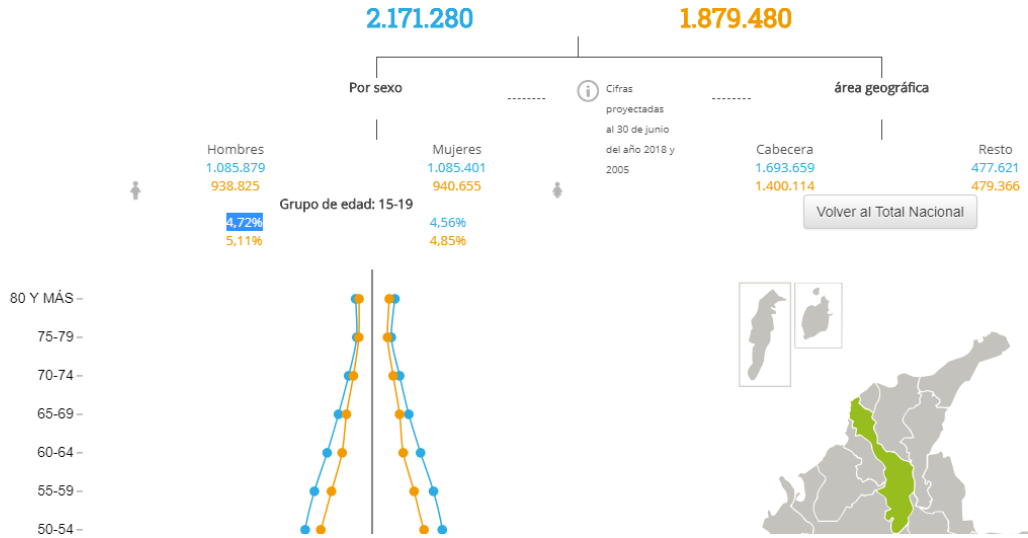 2.171.280 1.879.480
Por sexo
Cifras
proyectadas
al 30 de junio
del año 2018 y
2005
área geográfica
Hombres Mujeres Cabecera Resto
1.085.879 1.085.401 1.693.659 477.621
938.825 940.655 1.400.114 479.366
Grupo de edad: 15-19
4,72% 4,56%
5,11% 4,85%
Volver al Total Nacional
80 Y MÁS
75-79
70-74
65-69
60-64
55-59
50-54